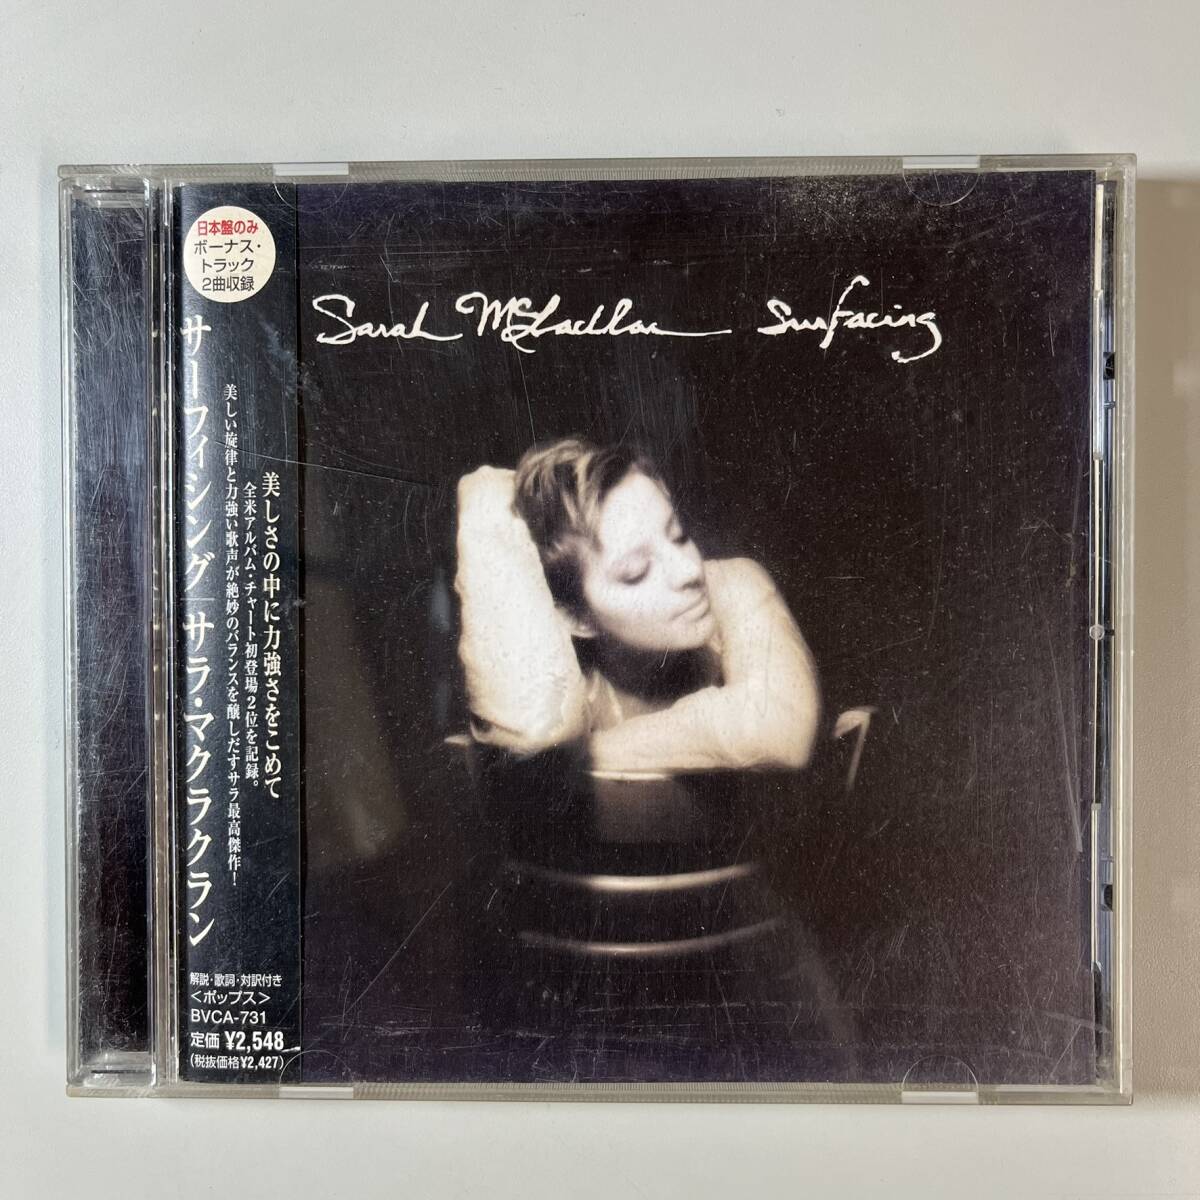 日本盤のみ
ボーナス・
トラック
2曲収録
Sarah McLachlan Surfacing
サーフィシング|サラ・マクラクラン
美しさの中に力強さをこめて
全米アルバム・チャート初登場2位を記録。
美しい旋律と力強い歌声が絶妙のバランスを醸しだすサラ最高傑作!
解説・歌詞・対訳付き
<ポップス>
BVCA-731
定価 ¥2,548
(税抜価格¥2,427)